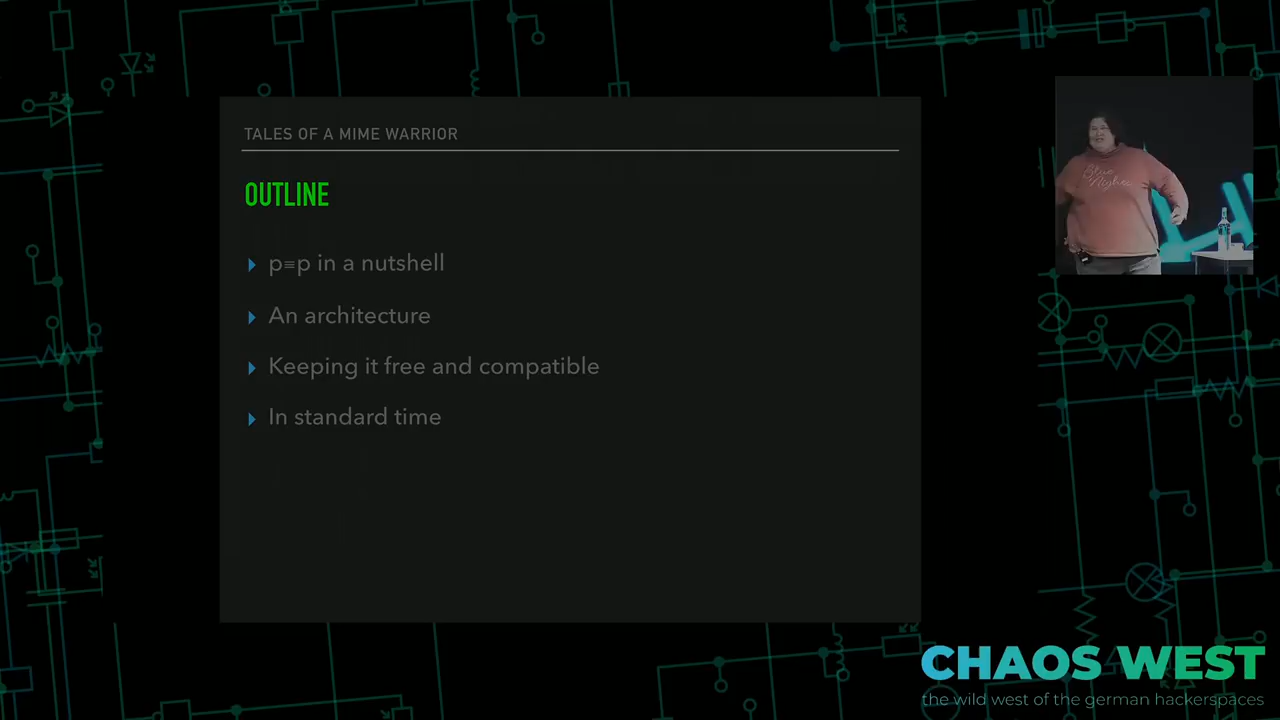 TALES OF A MIME WARRIOR
OUTLINE
p≡p in a nutshell
An architecture
Keeping it free and compatible
In standard time
Blue
CHAOS WEST
the wild west of the german hackerspaces